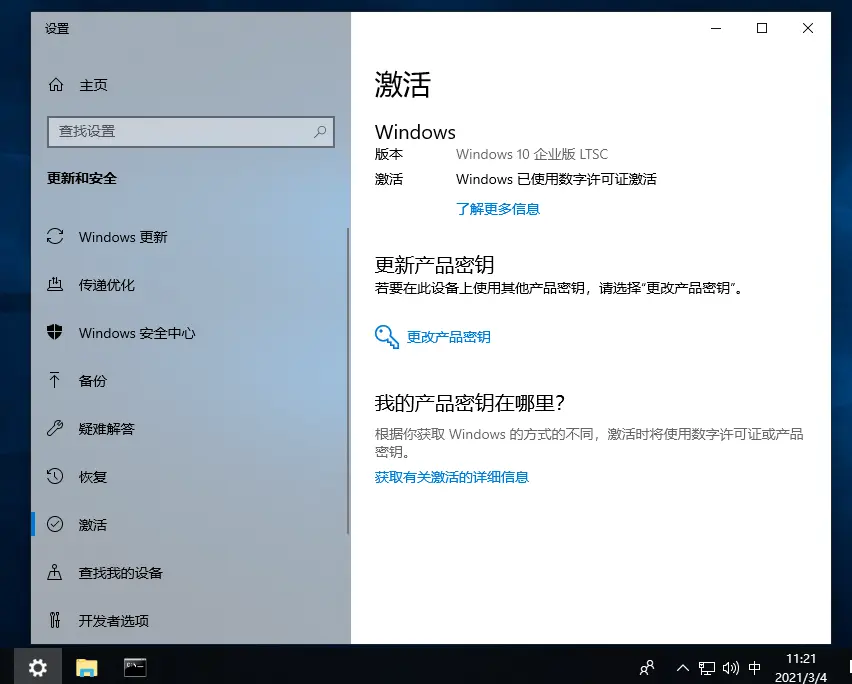 设置
主页
查找设置
更新和安全
Windows 更新
传递优化
Windows 安全中心
备份
疑难解答
恢复
激活
查找我的设备
开发者选项
激活
Windows
版本 Windows 10 企业版 LTSC
激活 Windows 已使用数字许可证激活
了解更多信息
更新产品密钥
若要在此设备上使用其他产品密钥，请选择"更改产品密钥"。
更改产品密钥
我的产品密钥在哪里？
根据你获取 Windows 的方式的不同，激活时将使用数字许可证或产品
密钥。
获取有关激活的详细信息
中
11:21
2021/3/4